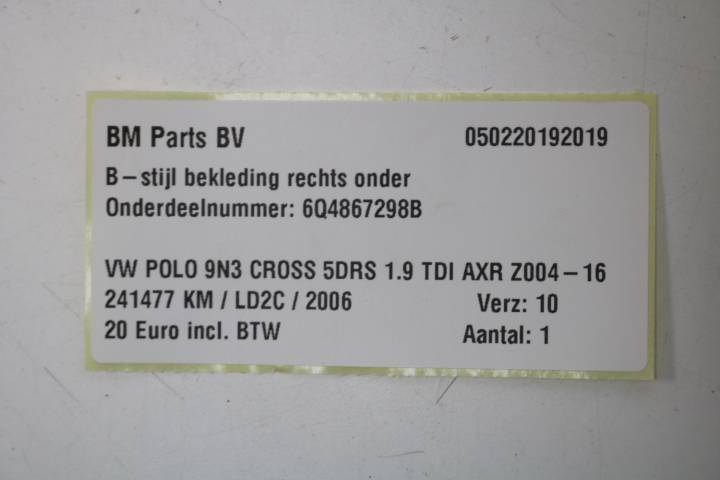 BM Parts BV 050220192019
B-stijl bekleding rechts onder
Onderdeelnummer: 6Q4867298B
VW POLO 9N3 CROSS 5DRS 1.9 TDI AXR Z004-16
241477 KM / LD2C / 2006 Verz: 10
20 Euro incl. BTW Aantal: 1